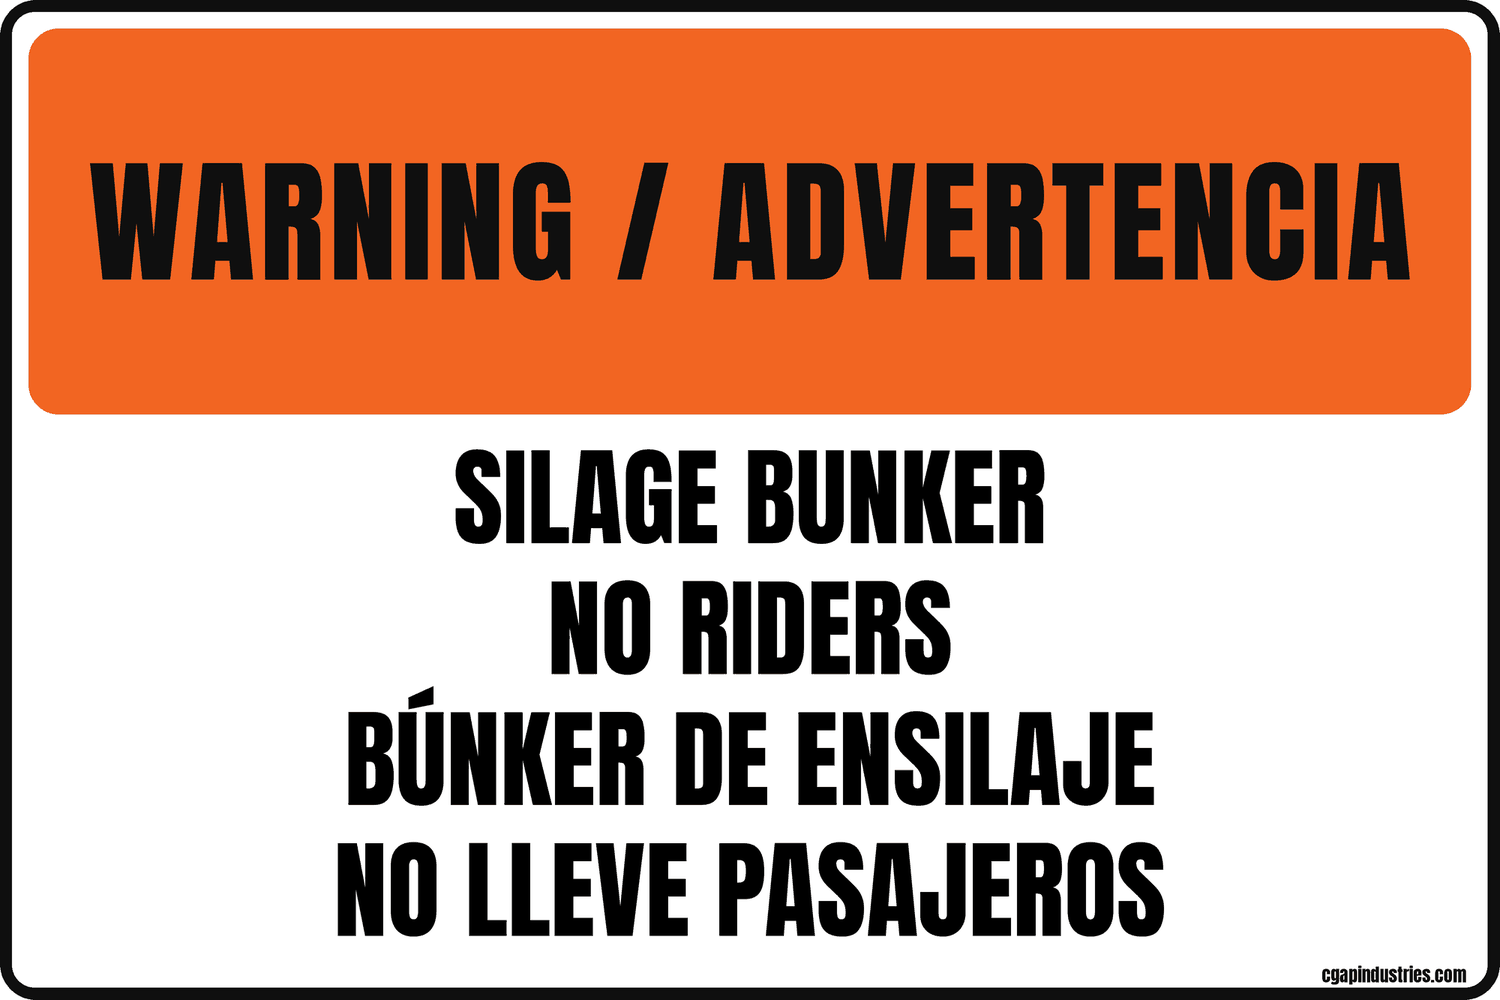 WARNING / ADVERTENCIA
SILAGE BUNKER
NO RIDERS
BÚNKER DE ENSILAJE
NO LLEVE PASAJEROS
cgapindustries.com